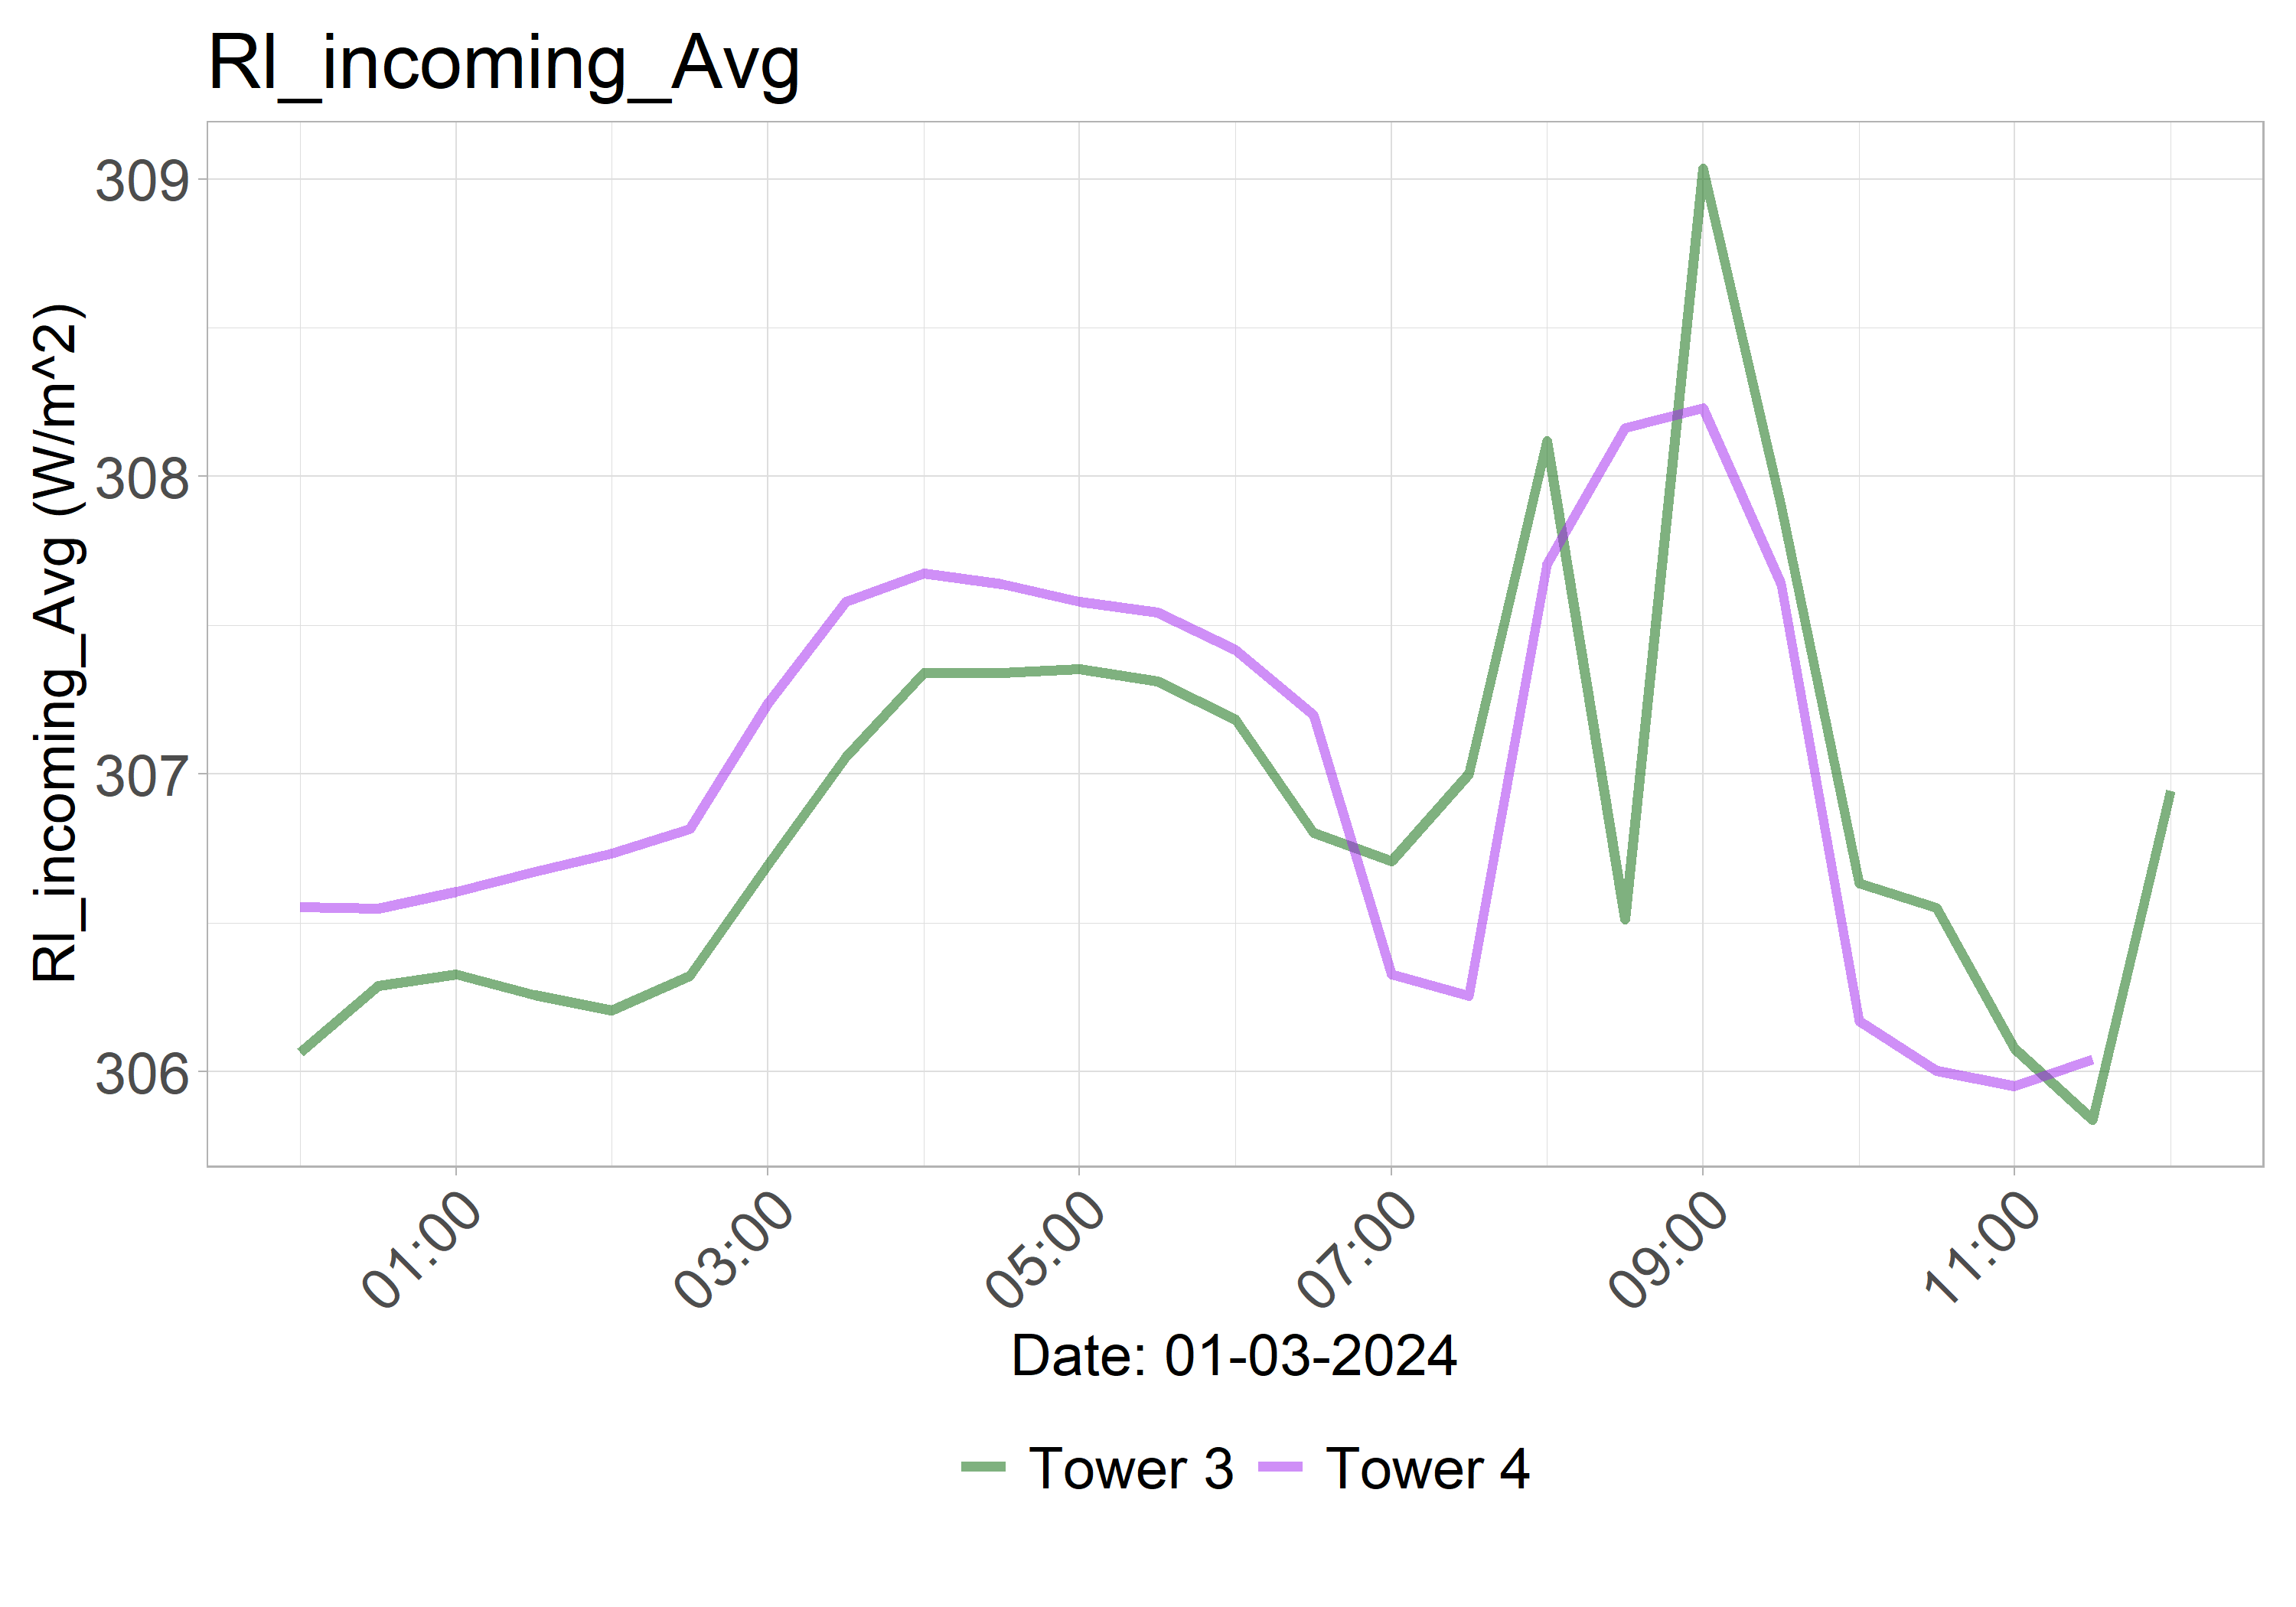 Rl_incoming_Avg
Rl_incoming_Avg (W/m^2)
309
308
307
306
01:00 03:00 05:00 07:00 09:00 11:00
Date: 01-03-2024
Tower 3 Tower 4